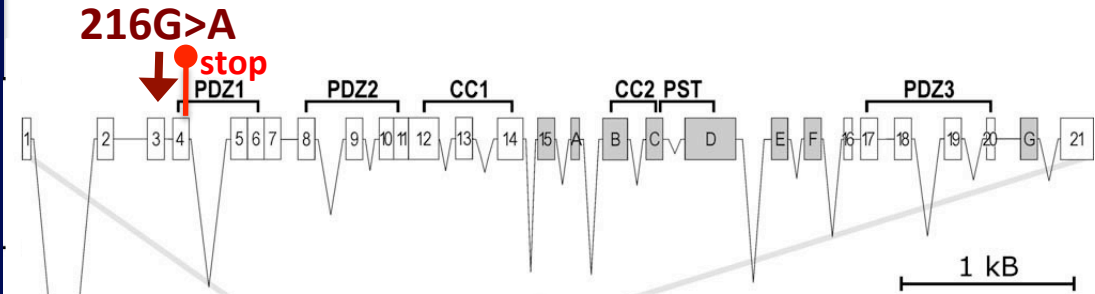 216G>A
stop
PDZ1 PDZ2 CC1 CC2 PST PDZ3
1 2 3 4 5 6 7 8 9 10 11 12 13 14 15 A B C D E F 16 17 18 19 20 G 21
1 kB